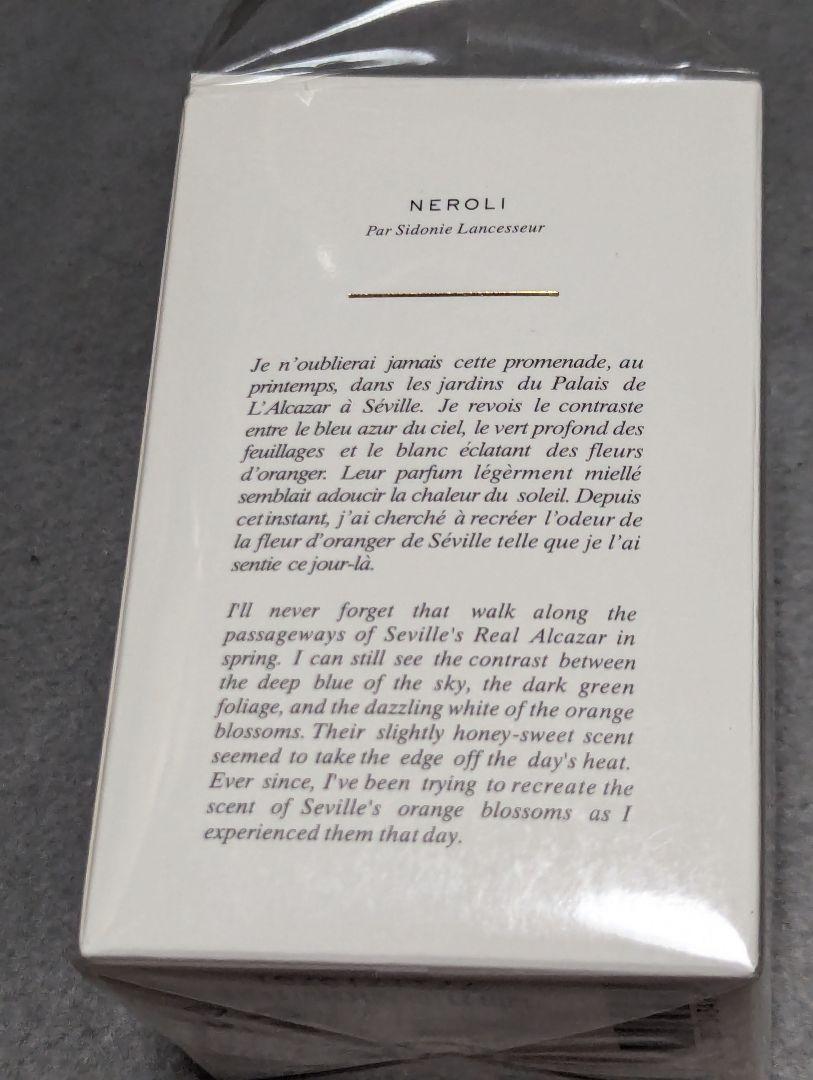 NEROLI
Par Sidonie Lancesseur
Je n'oublierai jamais cette promenade, au
printemps, dans les jardins du Palais de
L'Alcazar à Séville. Je revois le contraste
entre le bleu azur du ciel, le vert profond des
feuillages et le blanc éclatant des fleurs
d'oranger. Leur parfum légèrment miellé
semblait adoucir la chaleur du soleil. Depuis
cet instant, j'ai cherché à recréer l'odeur de
la fleur d'oranger de Séville telle que je l'ai
sentie ce jour-là.
I'll never forget that walk along the
passageways of Seville's Real Alcazar in
spring. I can still see the contrast between
the deep blue of the sky, the dark green
foliage, and the dazzling white of the orange
blossoms. Their slightly honey-sweet scent
seemed to take the edge off the day's heat.
Ever since, I've been trying to recreate the
scent of Seville's orange blossoms as I
experienced them that day.